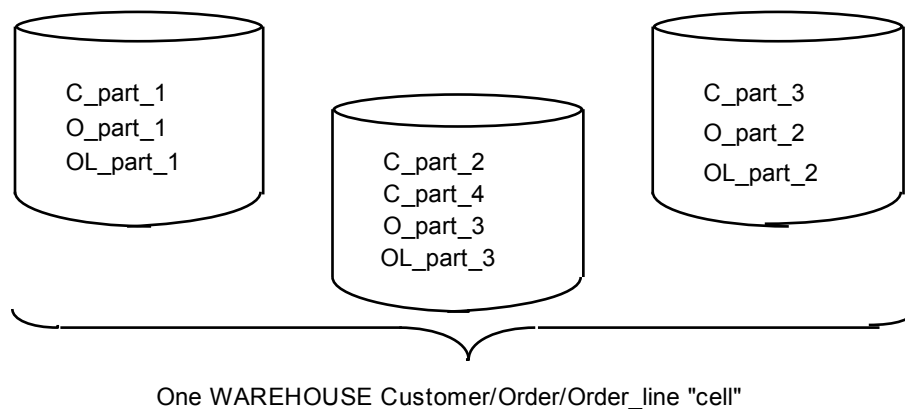 C_part_1
O_part_1
OL_part_1
C_part_2
C_part_4
O_part_3
OL_part_3
C_part_3
O_part_2
OL_part_2
One WAREHOUSE Customer/Order/Order_line "cell"